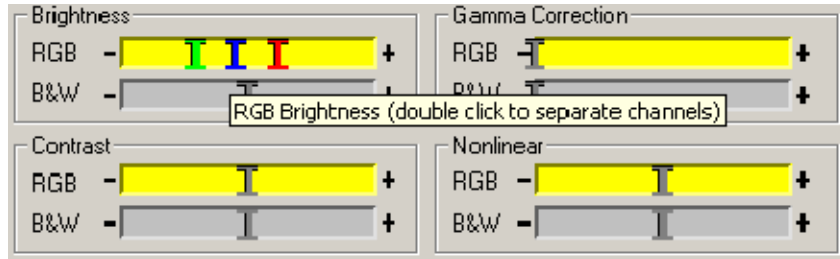 Brightness
Gamma Correction
RGB - +
RGB - +
B&W -
B&W - +
RGB Brightness (double click to separate channels)
Contrast
Nonlinear
RGB - +
RGB - +
B&W - +
B&W - +